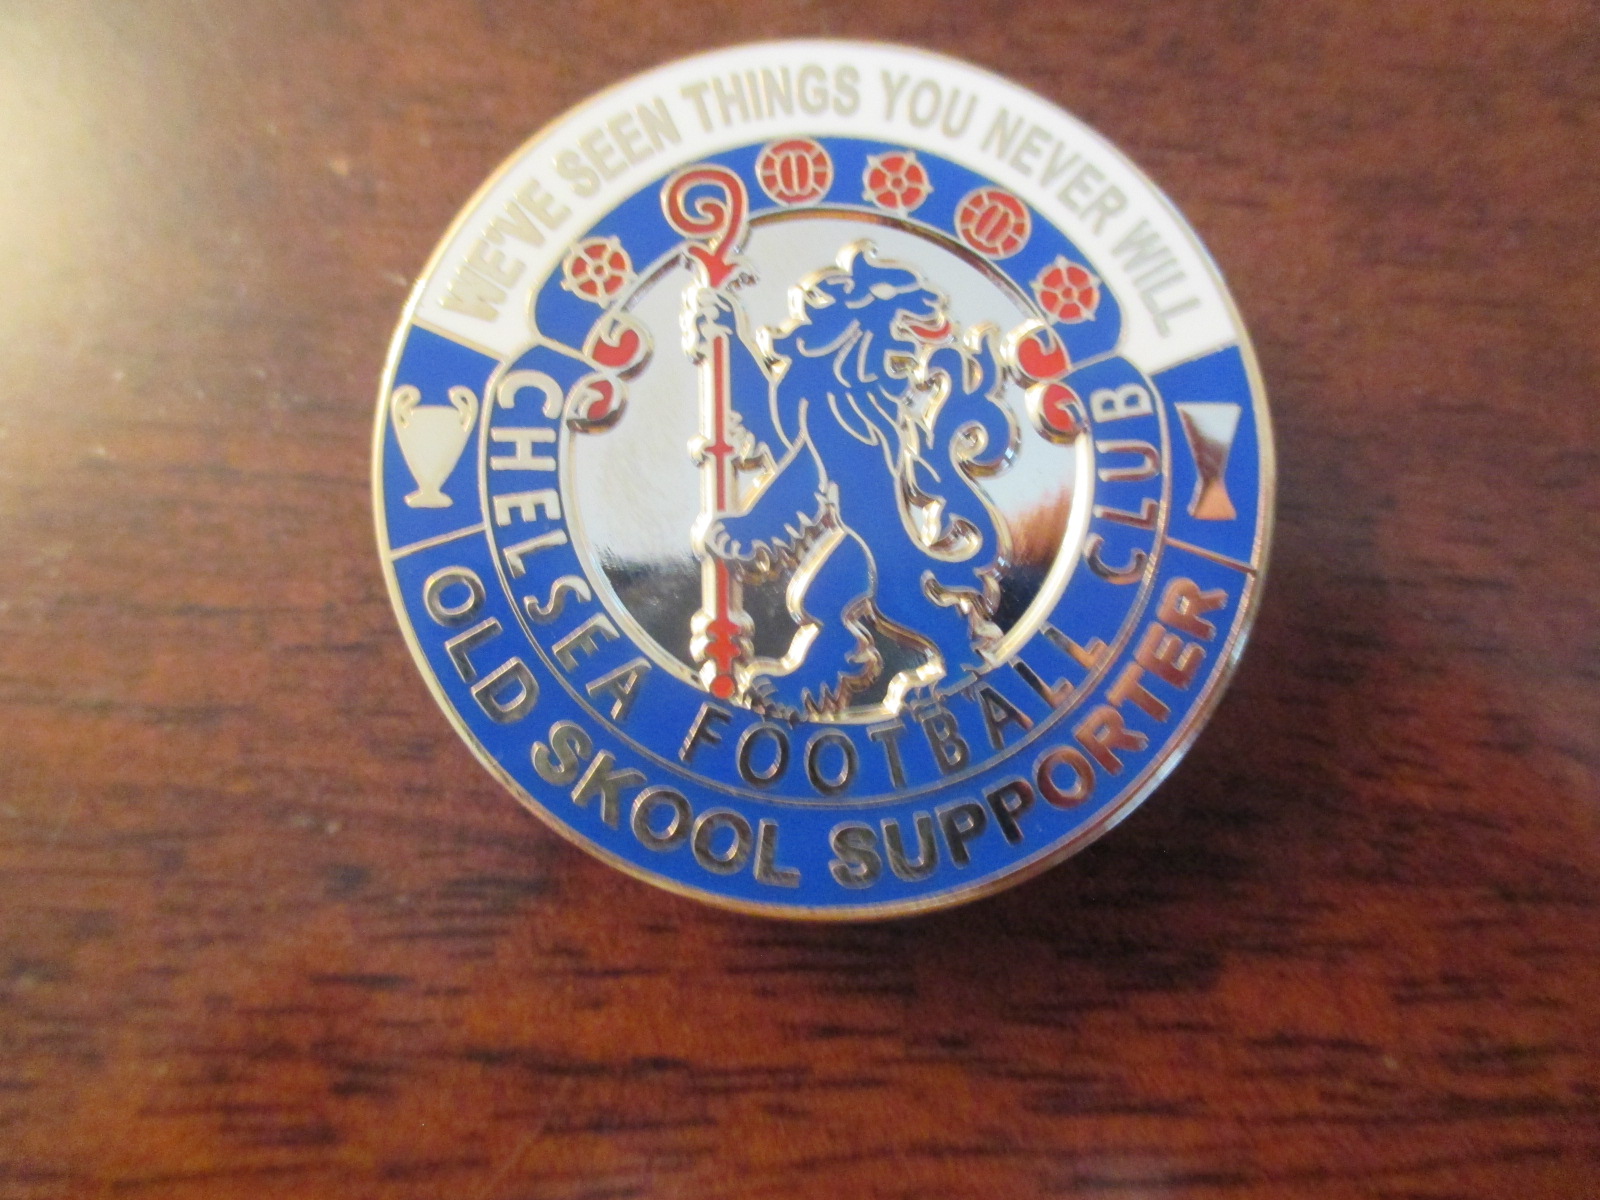 WE'VE SEEN THINGS YOU NEVER WILL
CHELSEA FOOTBALL CLUB
OLD SKOOL SUPPORTER